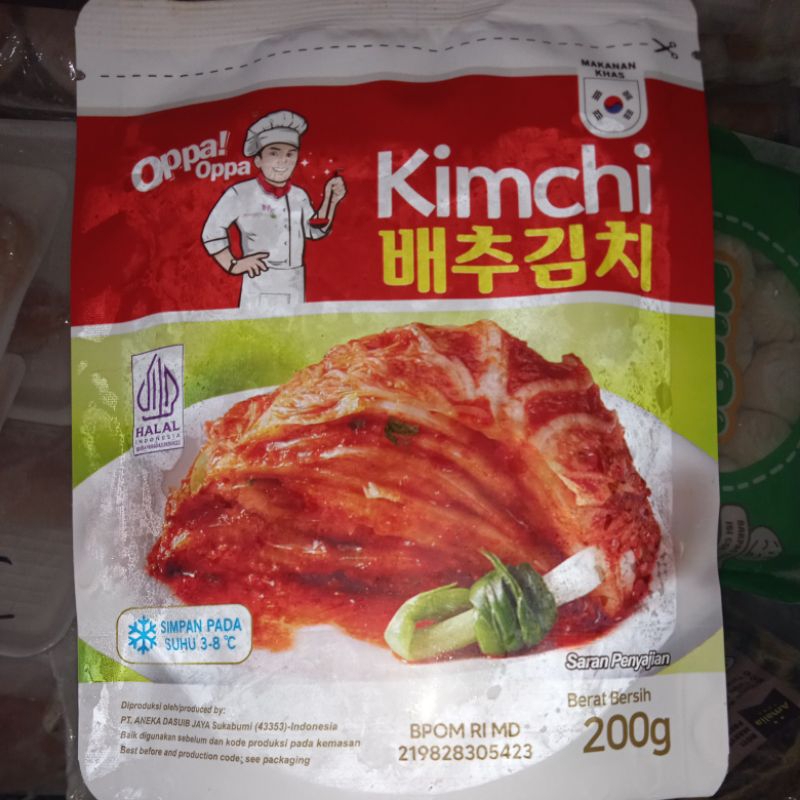 MAKANAN
KHAS
Oppa!
Oppa
Kimchi
배추김치
HALAL
INDONESIA
SIMPAN PADA
SUHU 3-8 °C
Saran Penyajian
Diproduksi oleh/produced by:
PT. ANEKA DASUIB JAYA Sukabumi (43353)-Indonesia
Baik digunakan sebelum dan kode produksi pada kemasan
Best before and production code; see packaging
BPOM RI MD
219828305423
Berat Bersih
200g